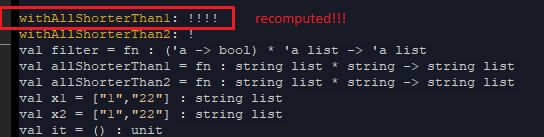 withAllShorterThan1: !!!! recomputed!!!
withAllShorterThan2: !
val filter = fn : ('a -> bool) * 'a list -> 'a list
val allShorterThan1 = fn : string list * string -> string list
val allShorterThan2 = fn : string list * string -> string list
val x1 = ["1","22"] : string list
val x2 = ["1","22"] : string list
val it = () : unit